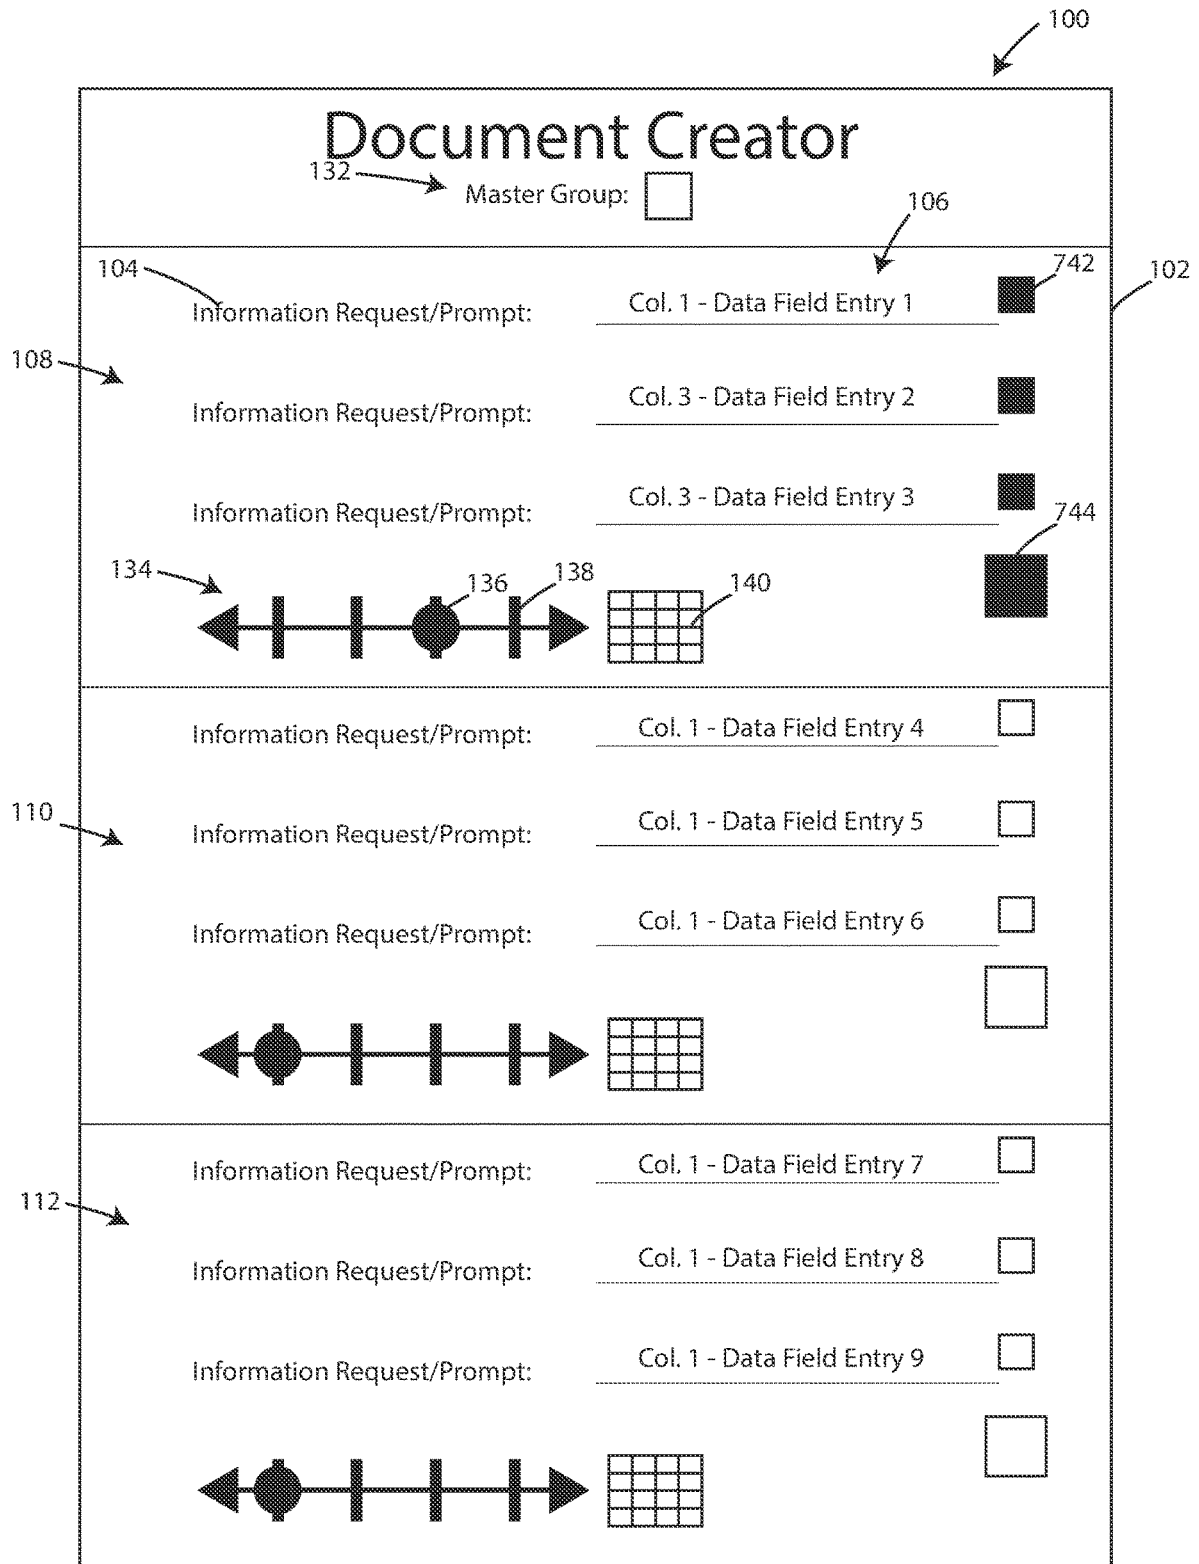 100
Document Creator
132
Master Group:
106
104
742
102
Information Request/Prompt: Col. 1 - Data Field Entry 1
108
Information Request/Prompt: Col. 3 - Data Field Entry 2
Information Request/Prompt: Col. 3 - Data Field Entry 3
744
134
136
138
140
Information Request/Prompt: Col. 1 - Data Field Entry 4
110
Information Request/Prompt: Col. 1 - Data Field Entry 5
Information Request/Prompt: Col. 1 - Data Field Entry 6
Information Request/Prompt: Col. 1 - Data Field Entry 7
112
Information Request/Prompt: Col. 1 - Data Field Entry 8
Information Request/Prompt: Col. 1 - Data Field Entry 9